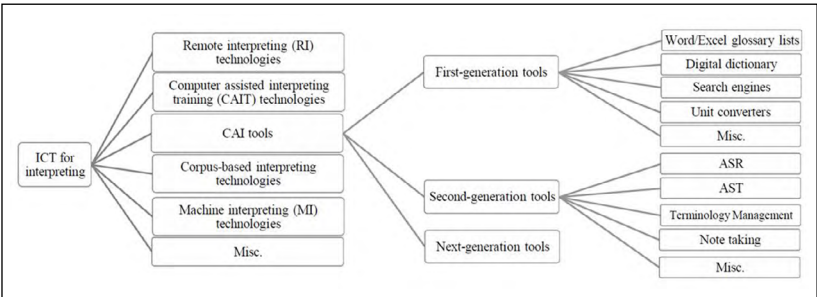 ICT for
interpreting
Remote interpreting (RI)
technologies
Computer assisted interpreting
training (CAIT) technologies
CAI tools
Corpus-based interpreting
technologies
Machine interpreting (MI)
technologies
Misc.
First-generation tools
Second-generation tools
Next-generation tools
Word/Excel glossary lists
Digital dictionary
Search engines
Unit converters
Misc.
ASR
AST
Terminology Management
Note taking
Misc.